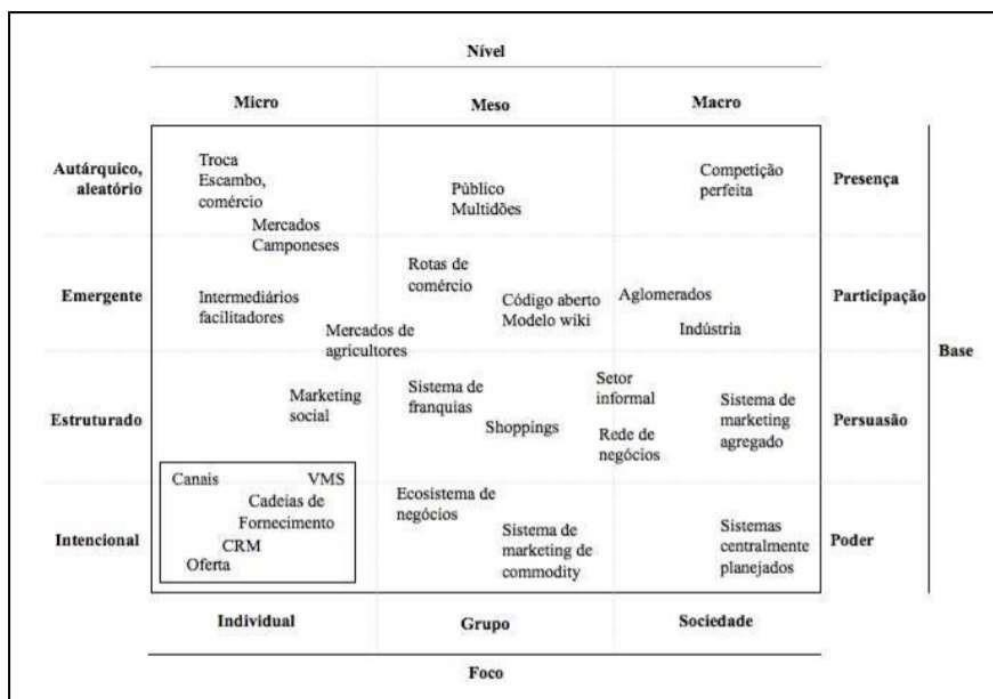 Nível
Micro
Meso
Macro
Autárquico,
aleatório
Troca
Escambo,
comércio
Mercados
Camponeses
Pùblico
Multidões
Competição
perfeita
Presença
Emergente
Intermediários
facilitadores
Mercados de
agricultores
Rotas de
comércio
Código aberto
Modelo wiki
Aglomerados
Indústria
Participação
Base
Estruturado
Marketing
social
Sistema de
franquias
Shoppings
Setor
informal
Rede de
negócios
Sistema de
marketing
agregado
Persuasão
Intencional
Canais
VMS
Cadeias de
Fornecimento
CRM
Oferta
Ecosistema de
negócios
Sistema de
marketing de
commodity
Sistemas
centralmente
planejados
Poder
Individual
Grupo
Sociedade
Foco